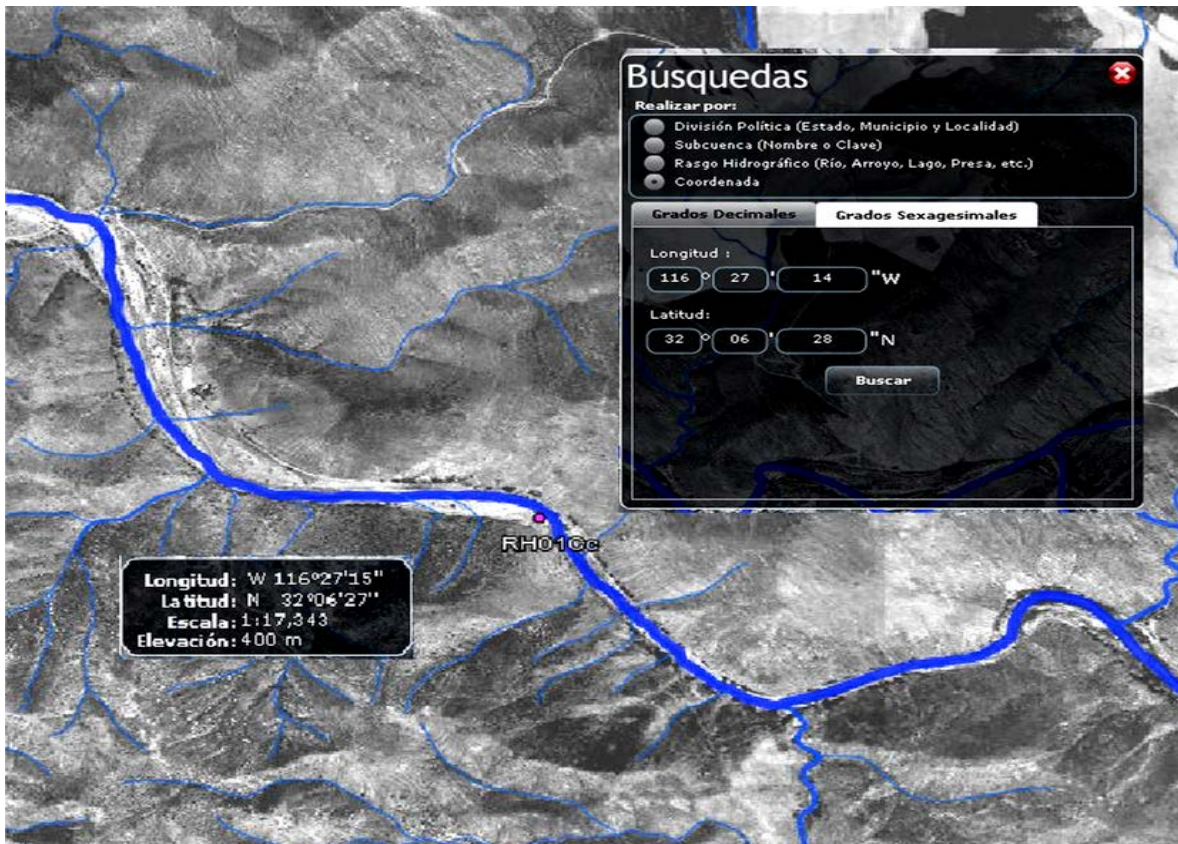 Búsquedas
Realizar por:
División Política (Estado, Municipio y Localidad)
Subcuenca (Nombre o Clave)
Rasgo Hidrográfico (Río, Arroyo, Lago, Presa, etc.)
Coordenada
Grados Decimales Grados Sexagesimales
Longitud :
116 ° 27 ' 14 "W
Latitud:
32 ° 06 ' 28 "N
Buscar
RH01Cc
Longitud: W 116°27'15"
Latitud: N 32°06'27"
Escala: 1:17,343
Elevación: 400 m